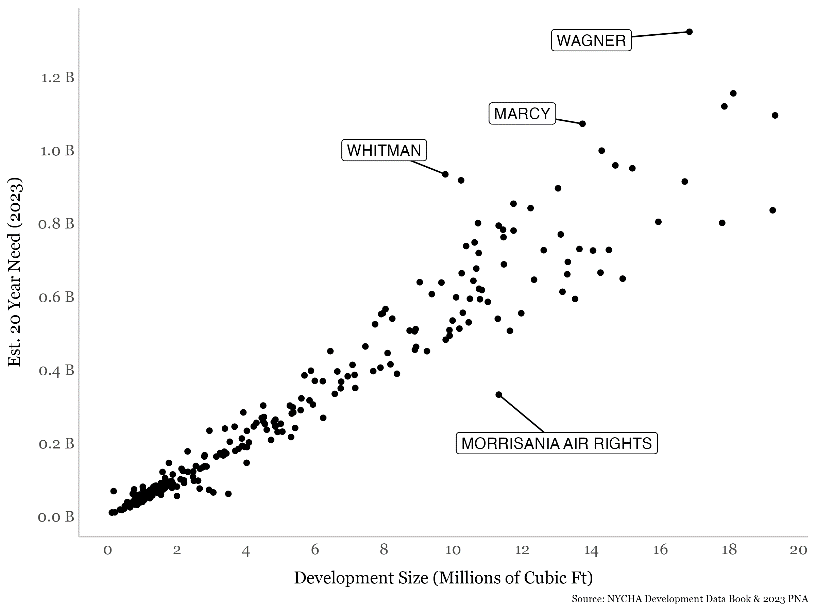 WAGNER
1.2 B
MARCY
1.0 B
WHITMAN
0.8 B
Est. 20 Year Need (2023)
0.6 B
0.4 B
MORRISANIA AIR RIGHTS
0.2 B
0.0 B
0 2 4 6 8 10 12 14 16 18 20
Development Size (Millions of Cubic Ft)
Source: NYCHA Development Data Book & 2023 PNA